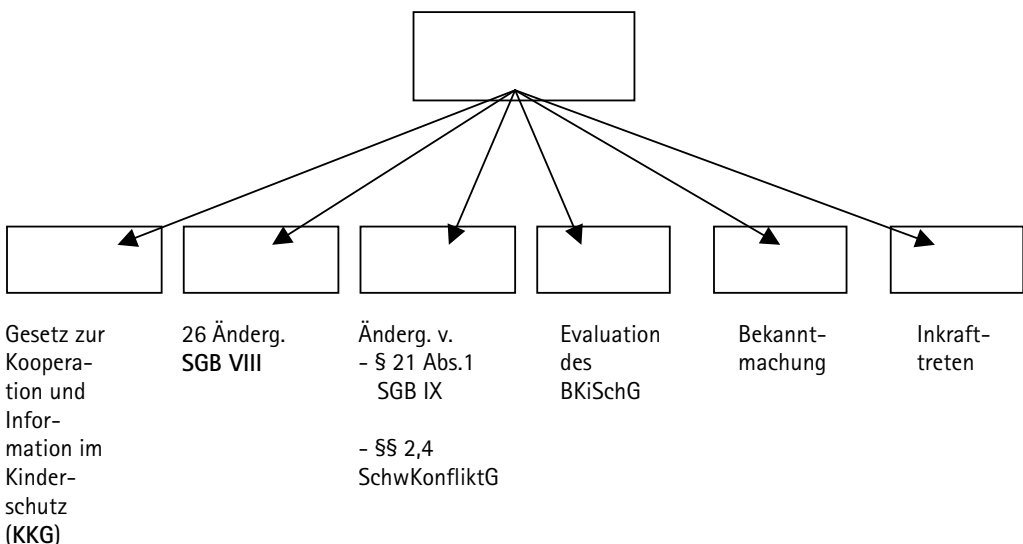 Gesetz zur
Koopera-
tion und
Infor-
mation im
Kinder-
schutz
(KKG)
26 Änderg.
SGB VIII
Änderg. v.
- § 21 Abs.1
SGB IX
- §§ 2,4
SchwKonfliktG
Evaluation
des
BKiSchG
Bekannt-
machung
Inkraft-
treten